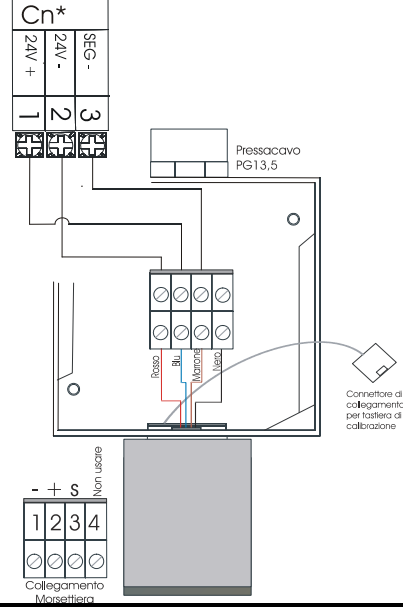 Cn*
24V +
24V -
SEG -
1
2
3
Pressacavo
PG13,5
Rosso
Blu
Marrone
Nero
Connettore di
collegamento
per tastiera di
calibrazione
- + S Non usare
1 2 3 4
Collegamento
Morsettiera